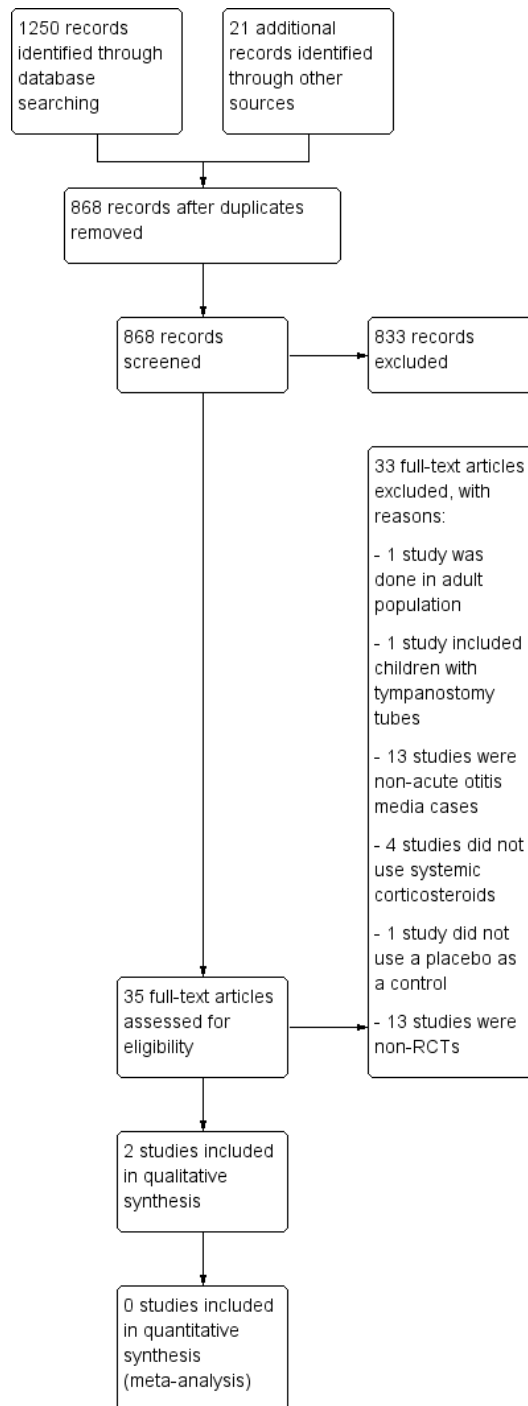 1250 records
identified through
database
searching
21 additional
records identified
through other
sources
868 records after duplicates
removed
868 records
screened
833 records
excluded
33 full-text articles
excluded, with
reasons:
- 1 study was
done in adult
population
- 1 study included
children with
tympanostomy
tubes
- 13 studies were
non-acute otitis
media cases
- 4 studies did not
use systemic
corticosteroids
- 1 study did not
use a placebo as
a control
- 13 studies were
non-RCTs
35 full-text articles
assessed for
eligibility
2 studies included
in qualitative
synthesis
0 studies included
in quantitative
synthesis
(meta-analysis)